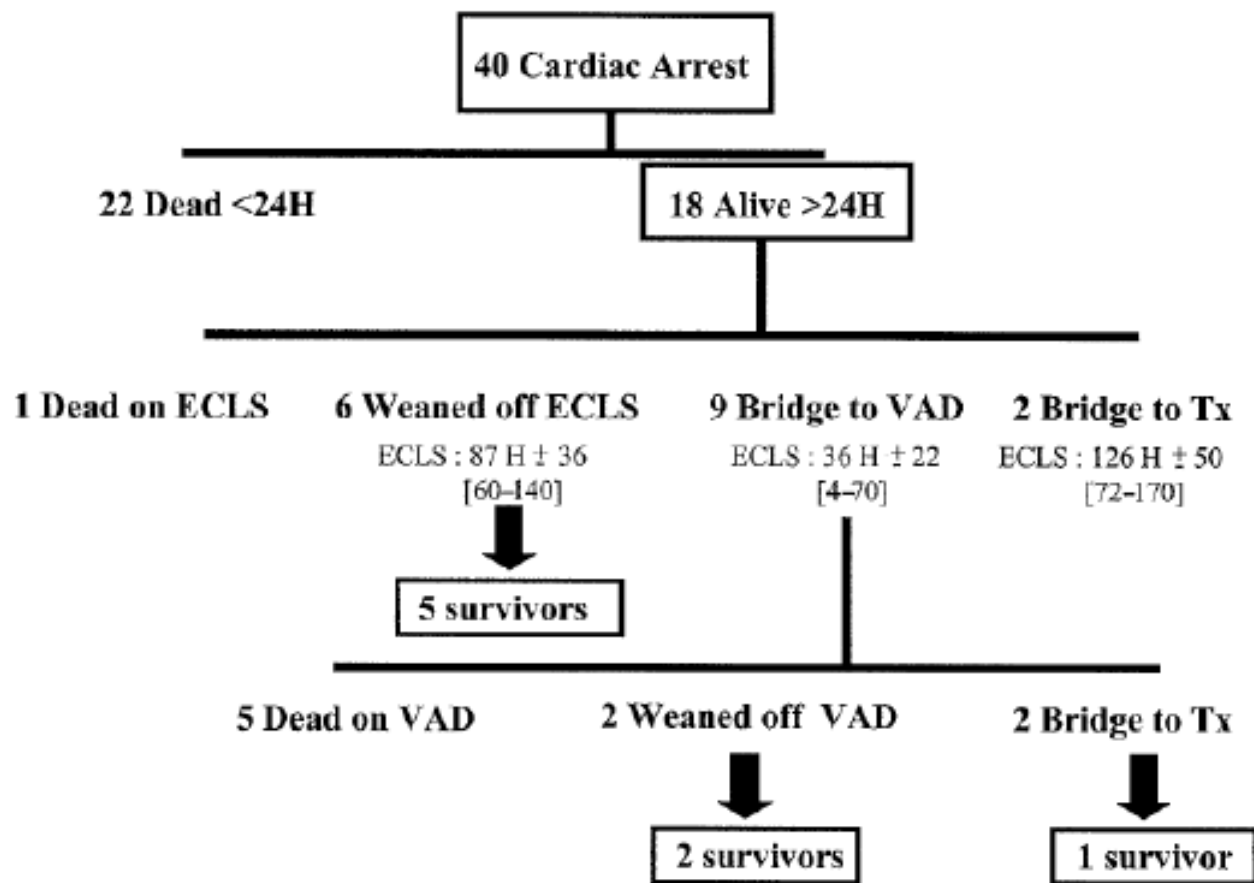 40 Cardiac Arrest
22 Dead <24H
18 Alive >24H
1 Dead on ECLS
6 Weaned off ECLS
ECLS : 87 H ± 36
[60–140]
9 Bridge to VAD
ECLS : 36 H ± 22
[4–70]
2 Bridge to Tx
ECLS : 126 H ± 50
[72–170]
5 survivors
5 Dead on VAD
2 Weaned off VAD
2 Bridge to Tx
2 survivors
1 survivor